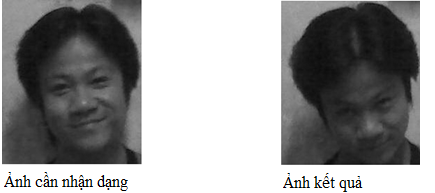 Ảnh cần nhận dạng
Ảnh kết quả